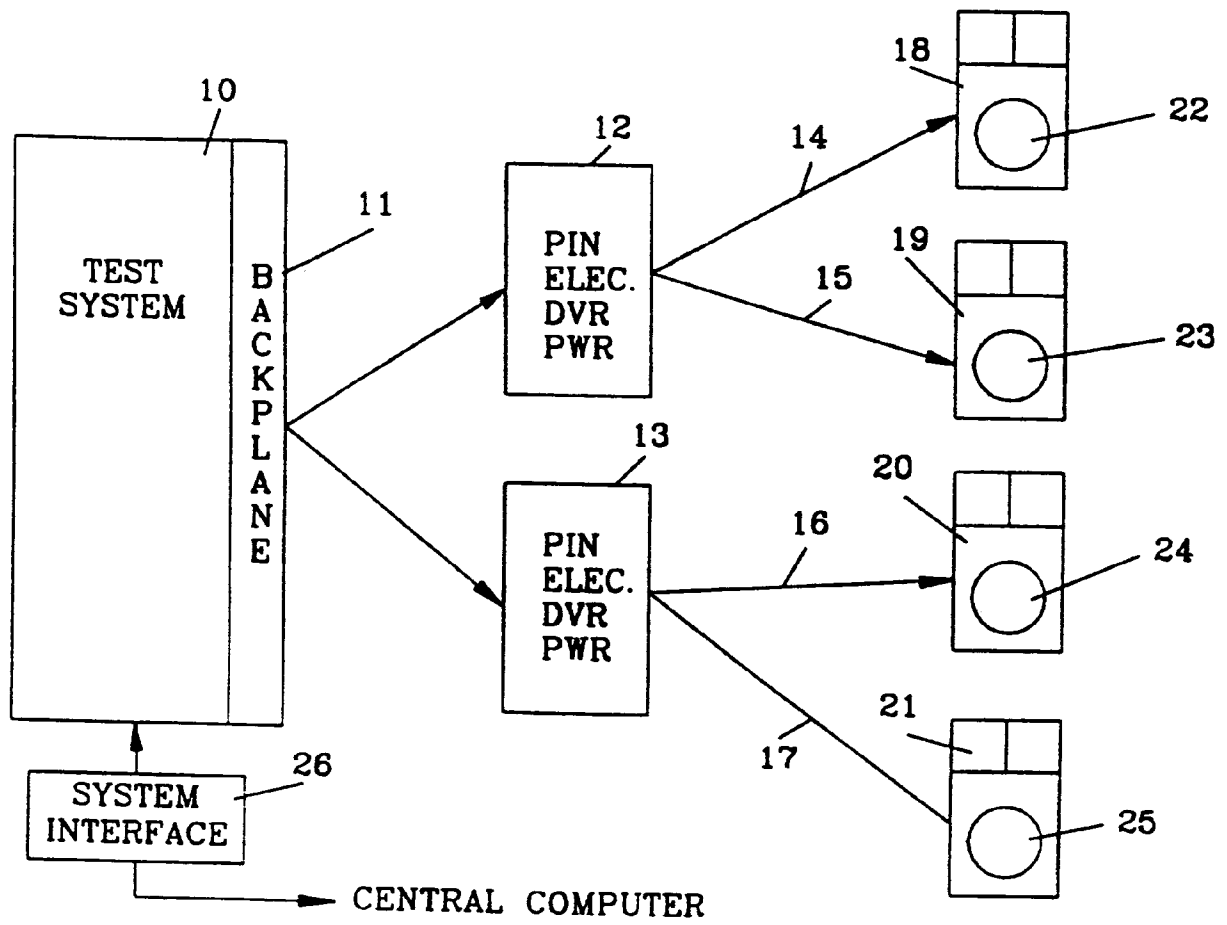 10
11
TEST
SYSTEM
BACKPLANE
12
PIN
ELEC.
DVR
PWR
13
PIN
ELEC.
DVR
PWR
14
15
16
17
18
22
19
23
20
24
21
25
SYSTEM
INTERFACE
26
CENTRAL COMPUTER